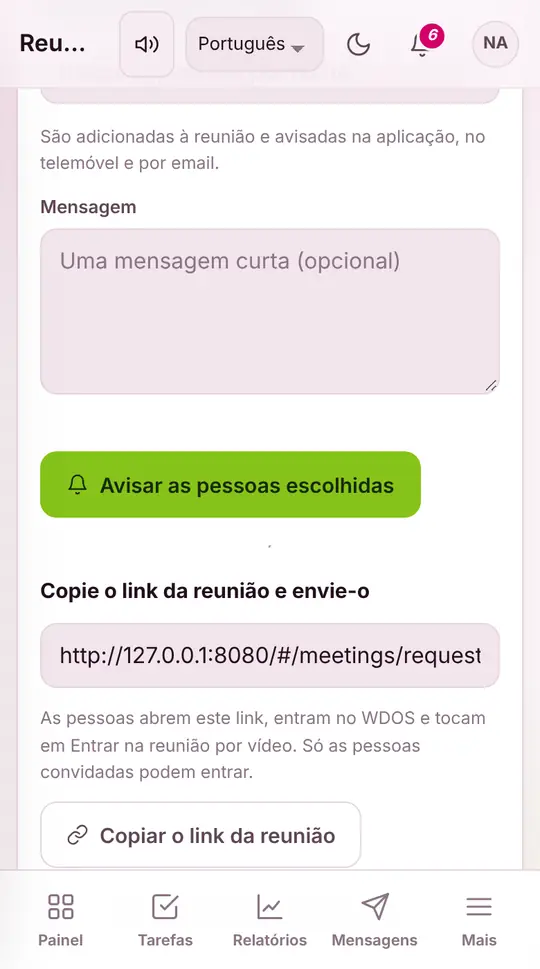 Reu...
Português
6
NA
São adicionadas à reunião e avisadas na aplicação, no
telemóvel e por email.
Mensagem
Uma mensagem curta (opcional)
Avisar as pessoas escolhidas
Copie o link da reunião e envie-o
http://127.0.0.1:8080/#/meetings/request
As pessoas abrem este link, entram no WDOS e tocam
em Entrar na reunião por vídeo. Só as pessoas
convidadas podem entrar.
Copiar o link da reunião
Painel
Tarefas
Relatórios
Mensagens
Mais